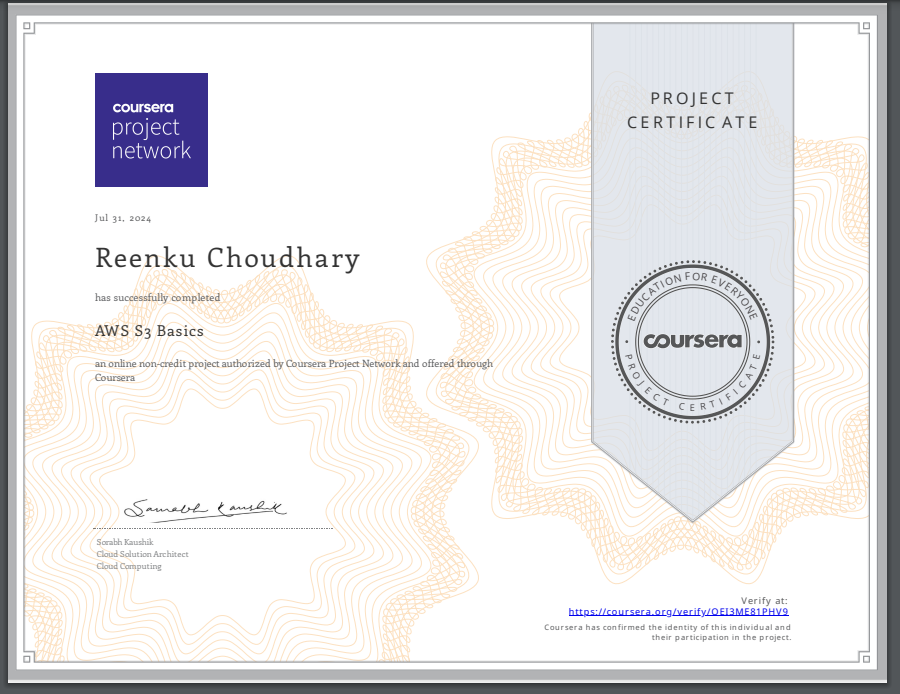 coursera
project
network
PROJECT
CERTIFICATE
Jul 31, 2024
Reenku Choudhary
has successfully completed
AWS S3 Basics
an online non-credit project authorized by Coursera Project Network and offered through
Coursera
EDUCATION FOR EVERYONE
coursera
PROJECT CERTIFICATE
Sorabh Kaushik
Sorabh Kaushik
Cloud Solution Architect
Cloud Computing
Verify at:
https://coursera.org/verify/OEI3ME81PHV9
Coursera has confirmed the identity of this individual and
their participation in the project.